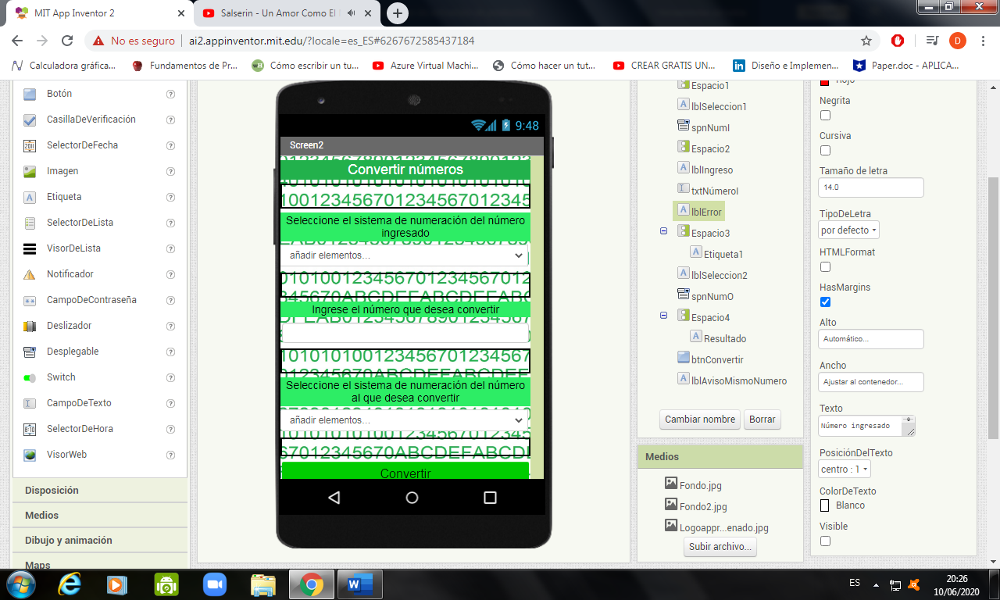 MIT App Inventor 2
Salserin - Un Amor Como El
No es seguro
ai2.appinventor.mit.edu/?locale=es_ES#6267672585437184
D
Calculadora gráfica...
Fundamentos de Pr...
Cómo escribir un tu...
Azure Virtual Machi...
Cómo hacer un tut...
CREAR GRATIS UN...
Diseño e Implemen...
Paper.doc - APLICA...
Botón
CasillaDeVerificación
SelectorDeFecha
Imagen
Etiqueta
SelectorDeLista
VisorDeLista
Notificador
CampoDeContraseña
Deslizador
Desplegable
Switch
CampoDeTexto
SelectorDeHora
VisorWeb
Disposición
Medios
Dibujo y animación
Maps
9:48
Screen2
Convertir números
100123456701234567012345
Seleccione el sistema de numeración del número
ingresado
añadir elementos...
Ingrese el número que desea convertir
Seleccione el sistema de numeración del número
al que desea convertir
añadir elementos...
67012345670ABCDEFABCDE
Convertir
Espacio1
lblSeleccion1
spnNumI
Espacio2
lblIngreso
txtNúmeroI
lblError
Espacio3
Etiqueta1
lblSeleccion2
spnNumO
Espacio4
Resultado
btnConvertir
lblAvisoMismoNumero
Cambiar nombre
Borrar
Medios
Fondo.jpg
Fondo2.jpg
Logoappr...enado.jpg
Subir archivo...
Rojo
Negrita
Cursiva
Tamaño de letra
14.0
TipoDeLetra
por defecto
HTMLFormat
HasMargins
Alto
Automático...
Ancho
Ajustar al contenedor...
Texto
Número ingresado
PosiciónDelTexto
centro : 1
ColorDeTexto
Blanco
Visible
ES
20:26
10/06/2020